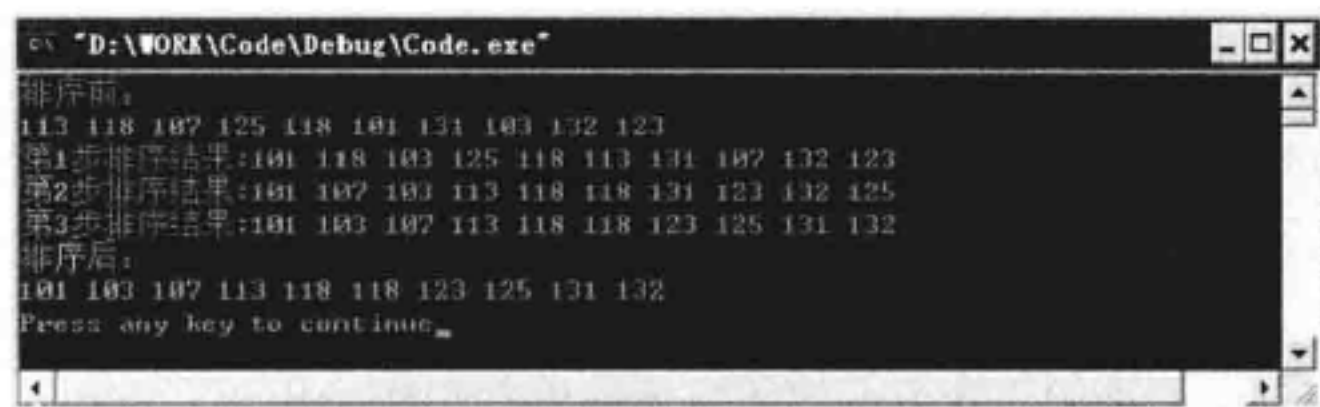 "D:\WORK\Code\Debug\Code.exe"
排序前:
113 118 107 125 118 101 131 103 132 123
第1步排序结果:101 118 103 125 118 113 131 107 132 123
第2步排序结果:101 107 103 113 118 118 131 123 132 125
第3步排序结果:101 103 107 113 118 118 123 125 131 132
排序后:
101 103 107 113 118 118 123 125 131 132
Press any key to continue_